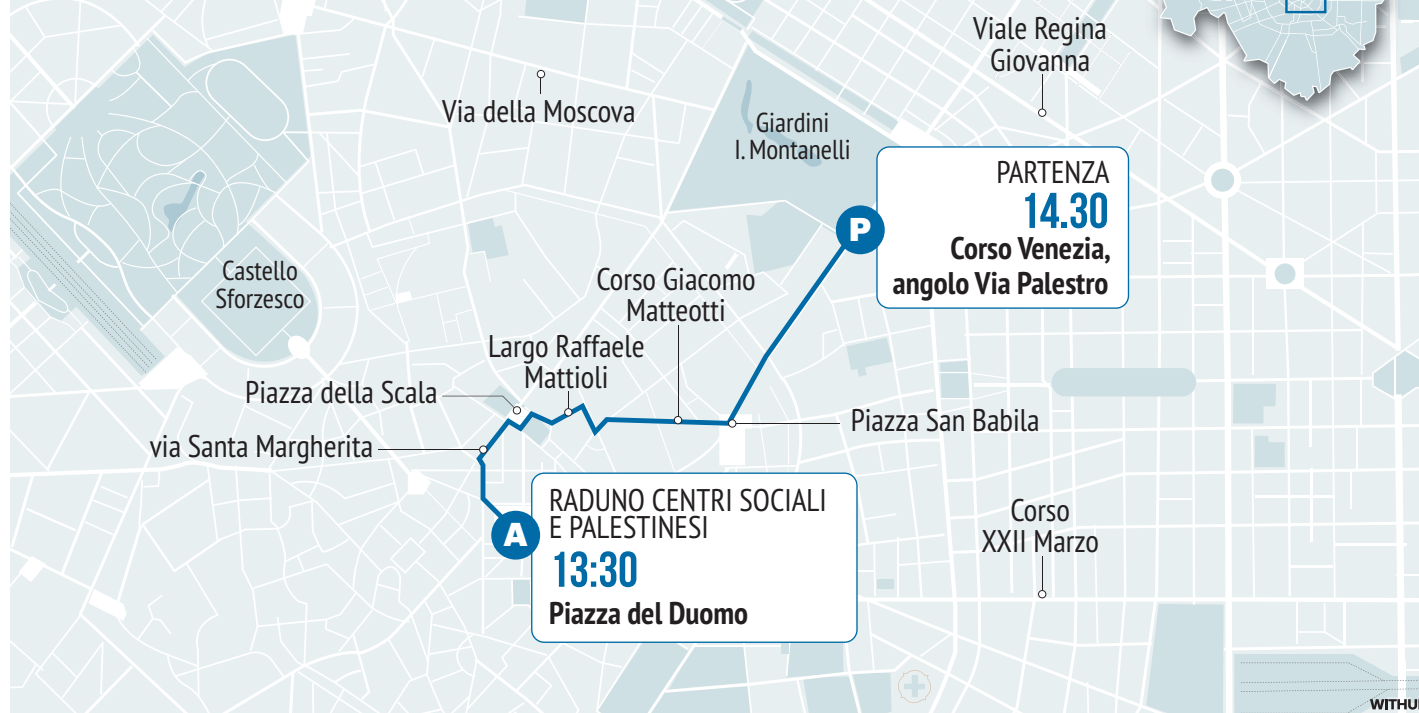 Viale Regina
Giovanna
Via della Moscova
Giardini
I. Montanelli
PARTENZA
14.30
Corso Venezia,
angolo Via Palestro
P
Castello
Sforzesco
Corso Giacomo
Matteotti
Largo Raffaele
Mattioli
Piazza della Scala
Piazza San Babila
via Santa Margherita
RADUNO CENTRI SOCIALI
E PALESTINESI
13:30
Piazza del Duomo
A
Corso
XXII Marzo